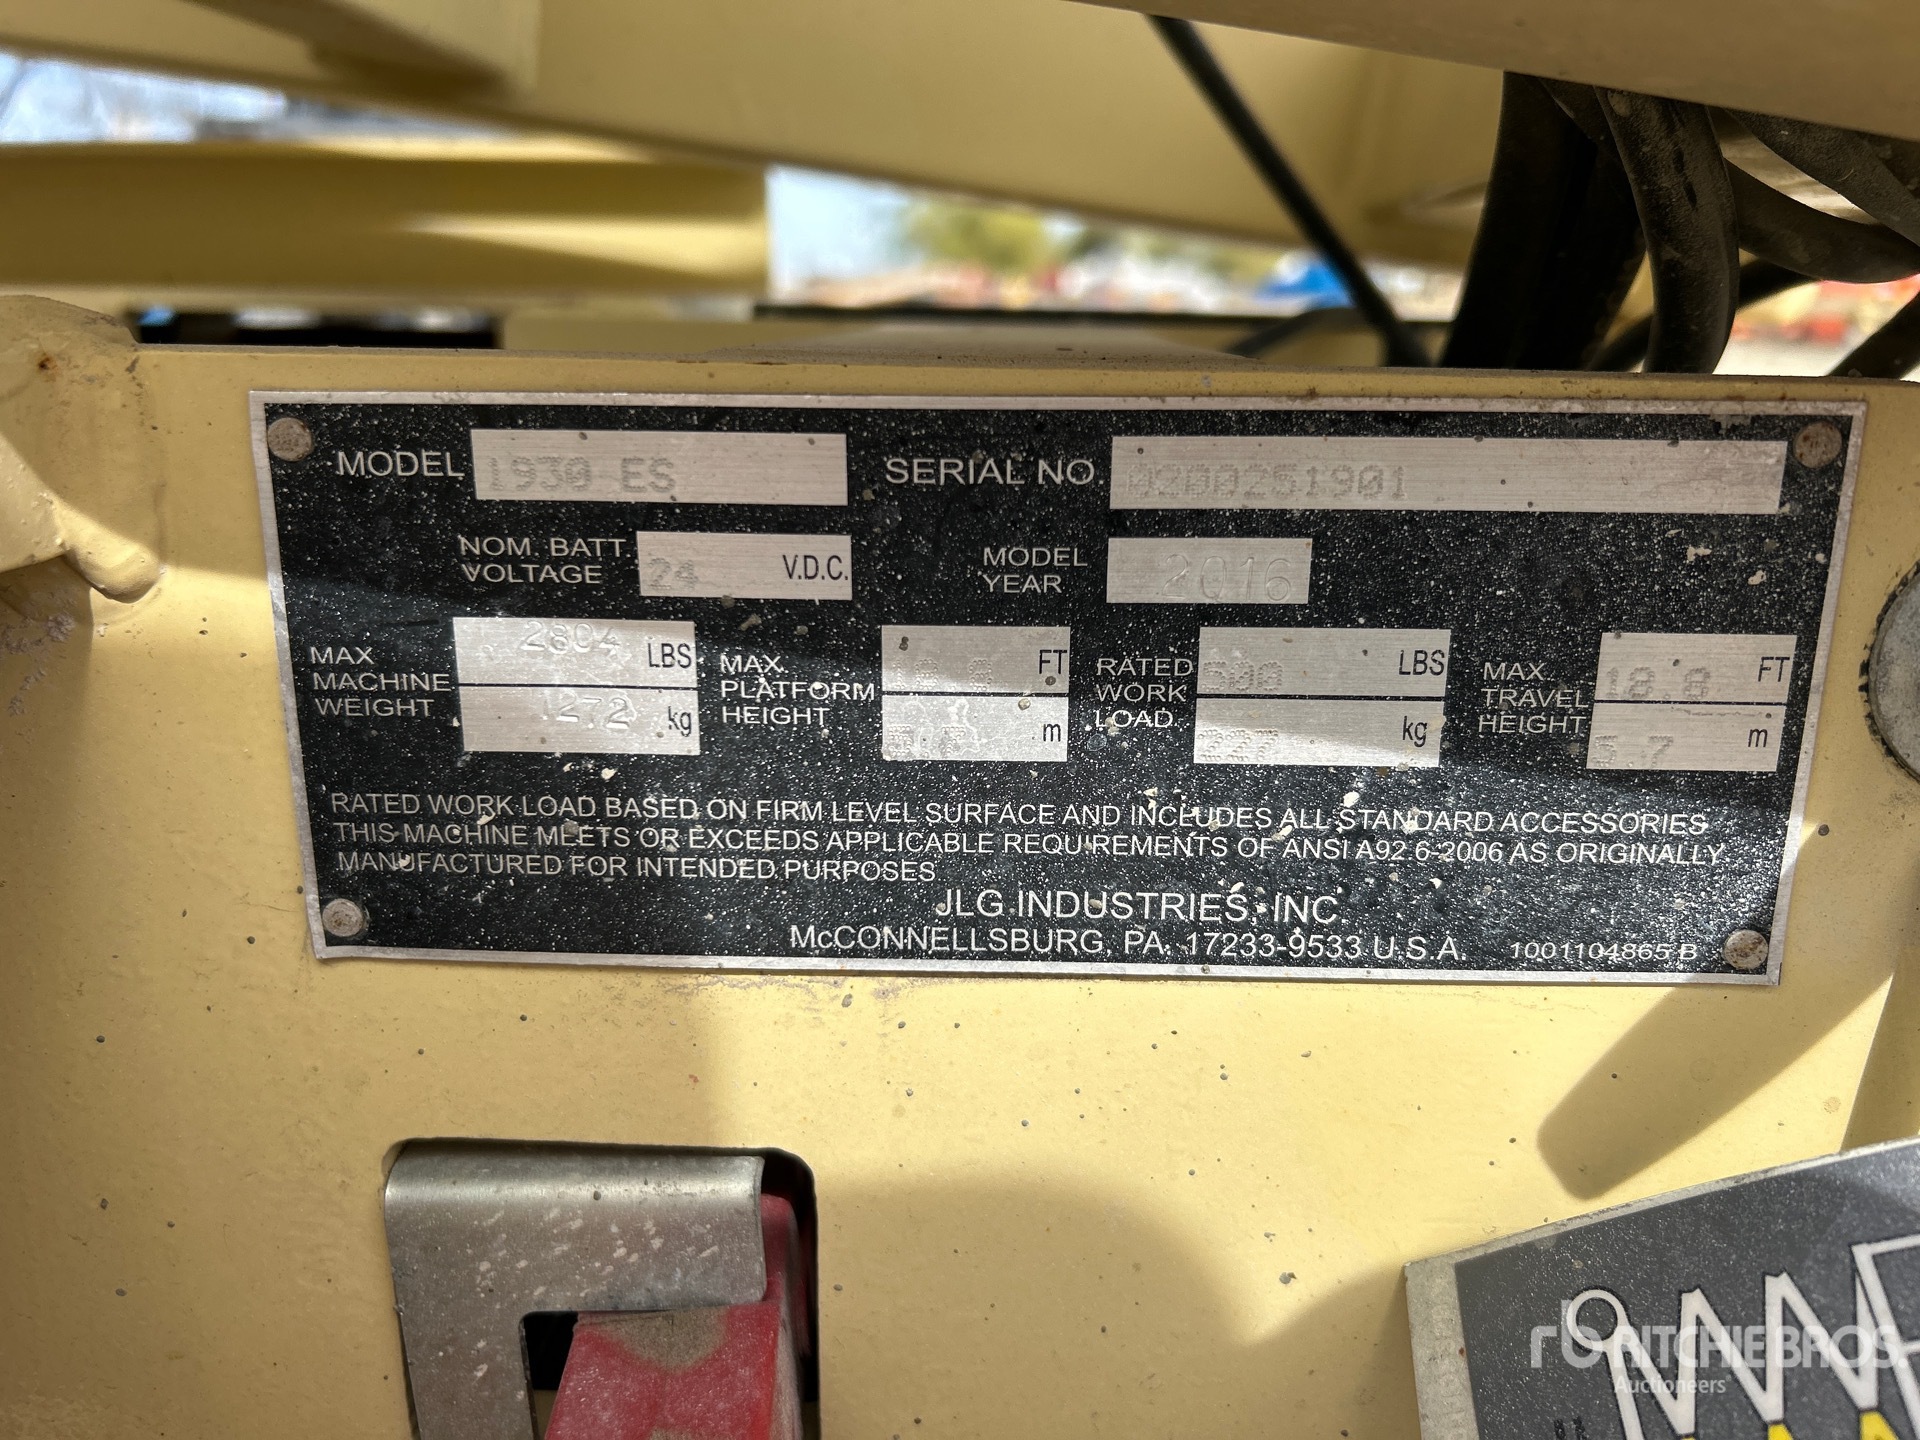 MODEL 1930 ES SERIAL NO. 0200251901
NOM. BATT VOLTAGE 24 V.D.C. MODEL YEAR 2016
MAX MACHINE WEIGHT 2804 LBS 1272 kg
MAX. PLATFORM HEIGHT FT m
RATED WORK LOAD 500 LBS 227 kg
MAX TRAVEL HEIGHT 18.8 FT 5.7 m
RATED WORK LOAD BASED ON FIRM LEVEL SURFACE AND INCLUDES ALL STANDARD ACCESSORIES
THIS MACHINE MEETS OR EXCEEDS APPLICABLE REQUIREMENTS OF ANSI A92 6-2006 AS ORIGINALLY
MANUFACTURED FOR INTENDED PURPOSES
JLG INDUSTRIES, INC.
McCONNELLSBURG, PA. 17233-9533 U.S.A. 1001104865 B
rb RITCHIE BROS.
Auctioneers